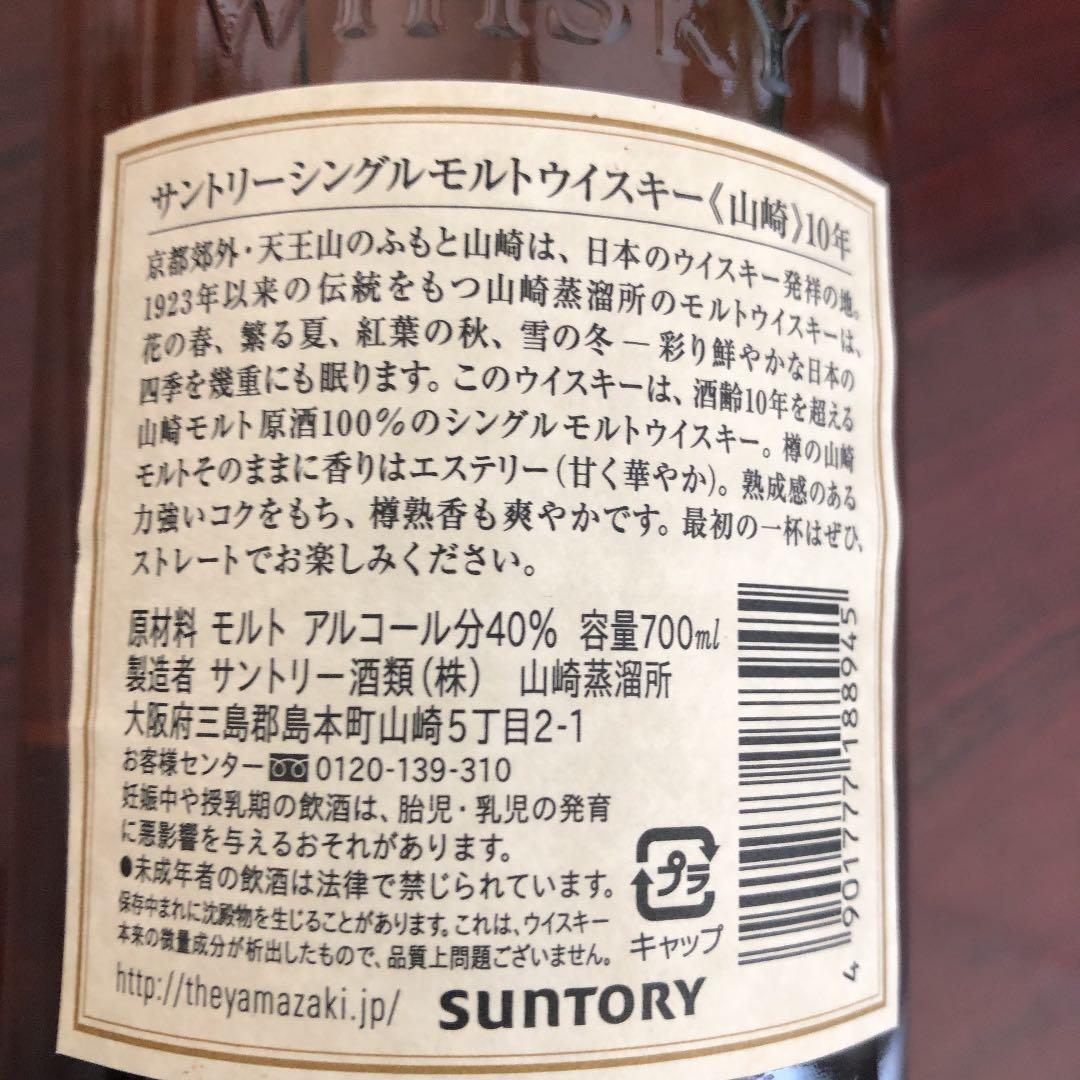 WHISKY
サントリーシングルモルトウイスキー《山崎》10年
京都郊外・天王山のふもと山崎は、日本のウイスキー発祥の地。
1923年以来の伝統をもつ山崎蒸溜所のモルトウイスキーは、
花の春、繁る夏、紅葉の秋、雪の冬―彩り鮮やかな日本の
四季を幾重にも眠ります。このウイスキーは、酒齢10年を超える
山崎モルト原酒100%のシングルモルトウイスキー。樽の山崎
モルトそのままに香りはエステリー(甘く華やか)。熟成感のある
力強いコクをもち、樽熟香も爽やかです。最初の一杯はぜひ、
ストレートでお楽しみください。
原材料 モルト アルコール分40% 容量700ml
製造者 サントリー酒類(株) 山崎蒸溜所
大阪府三島郡島本町山崎5丁目2-1
お客様センター 0120-139-310
妊娠中や授乳期の飲酒は、胎児・乳児の発育
に悪影響を与えるおそれがあります。
●未成年者の飲酒は法律で禁じられています。
保存中まれに沈殿物を生じることがあります。これは、ウイスキー
本来の微量成分が析出したもので、品質上問題ございません。
http://theyamazaki.jp/
SUNTORY
プラ
キャップ
4901777188945